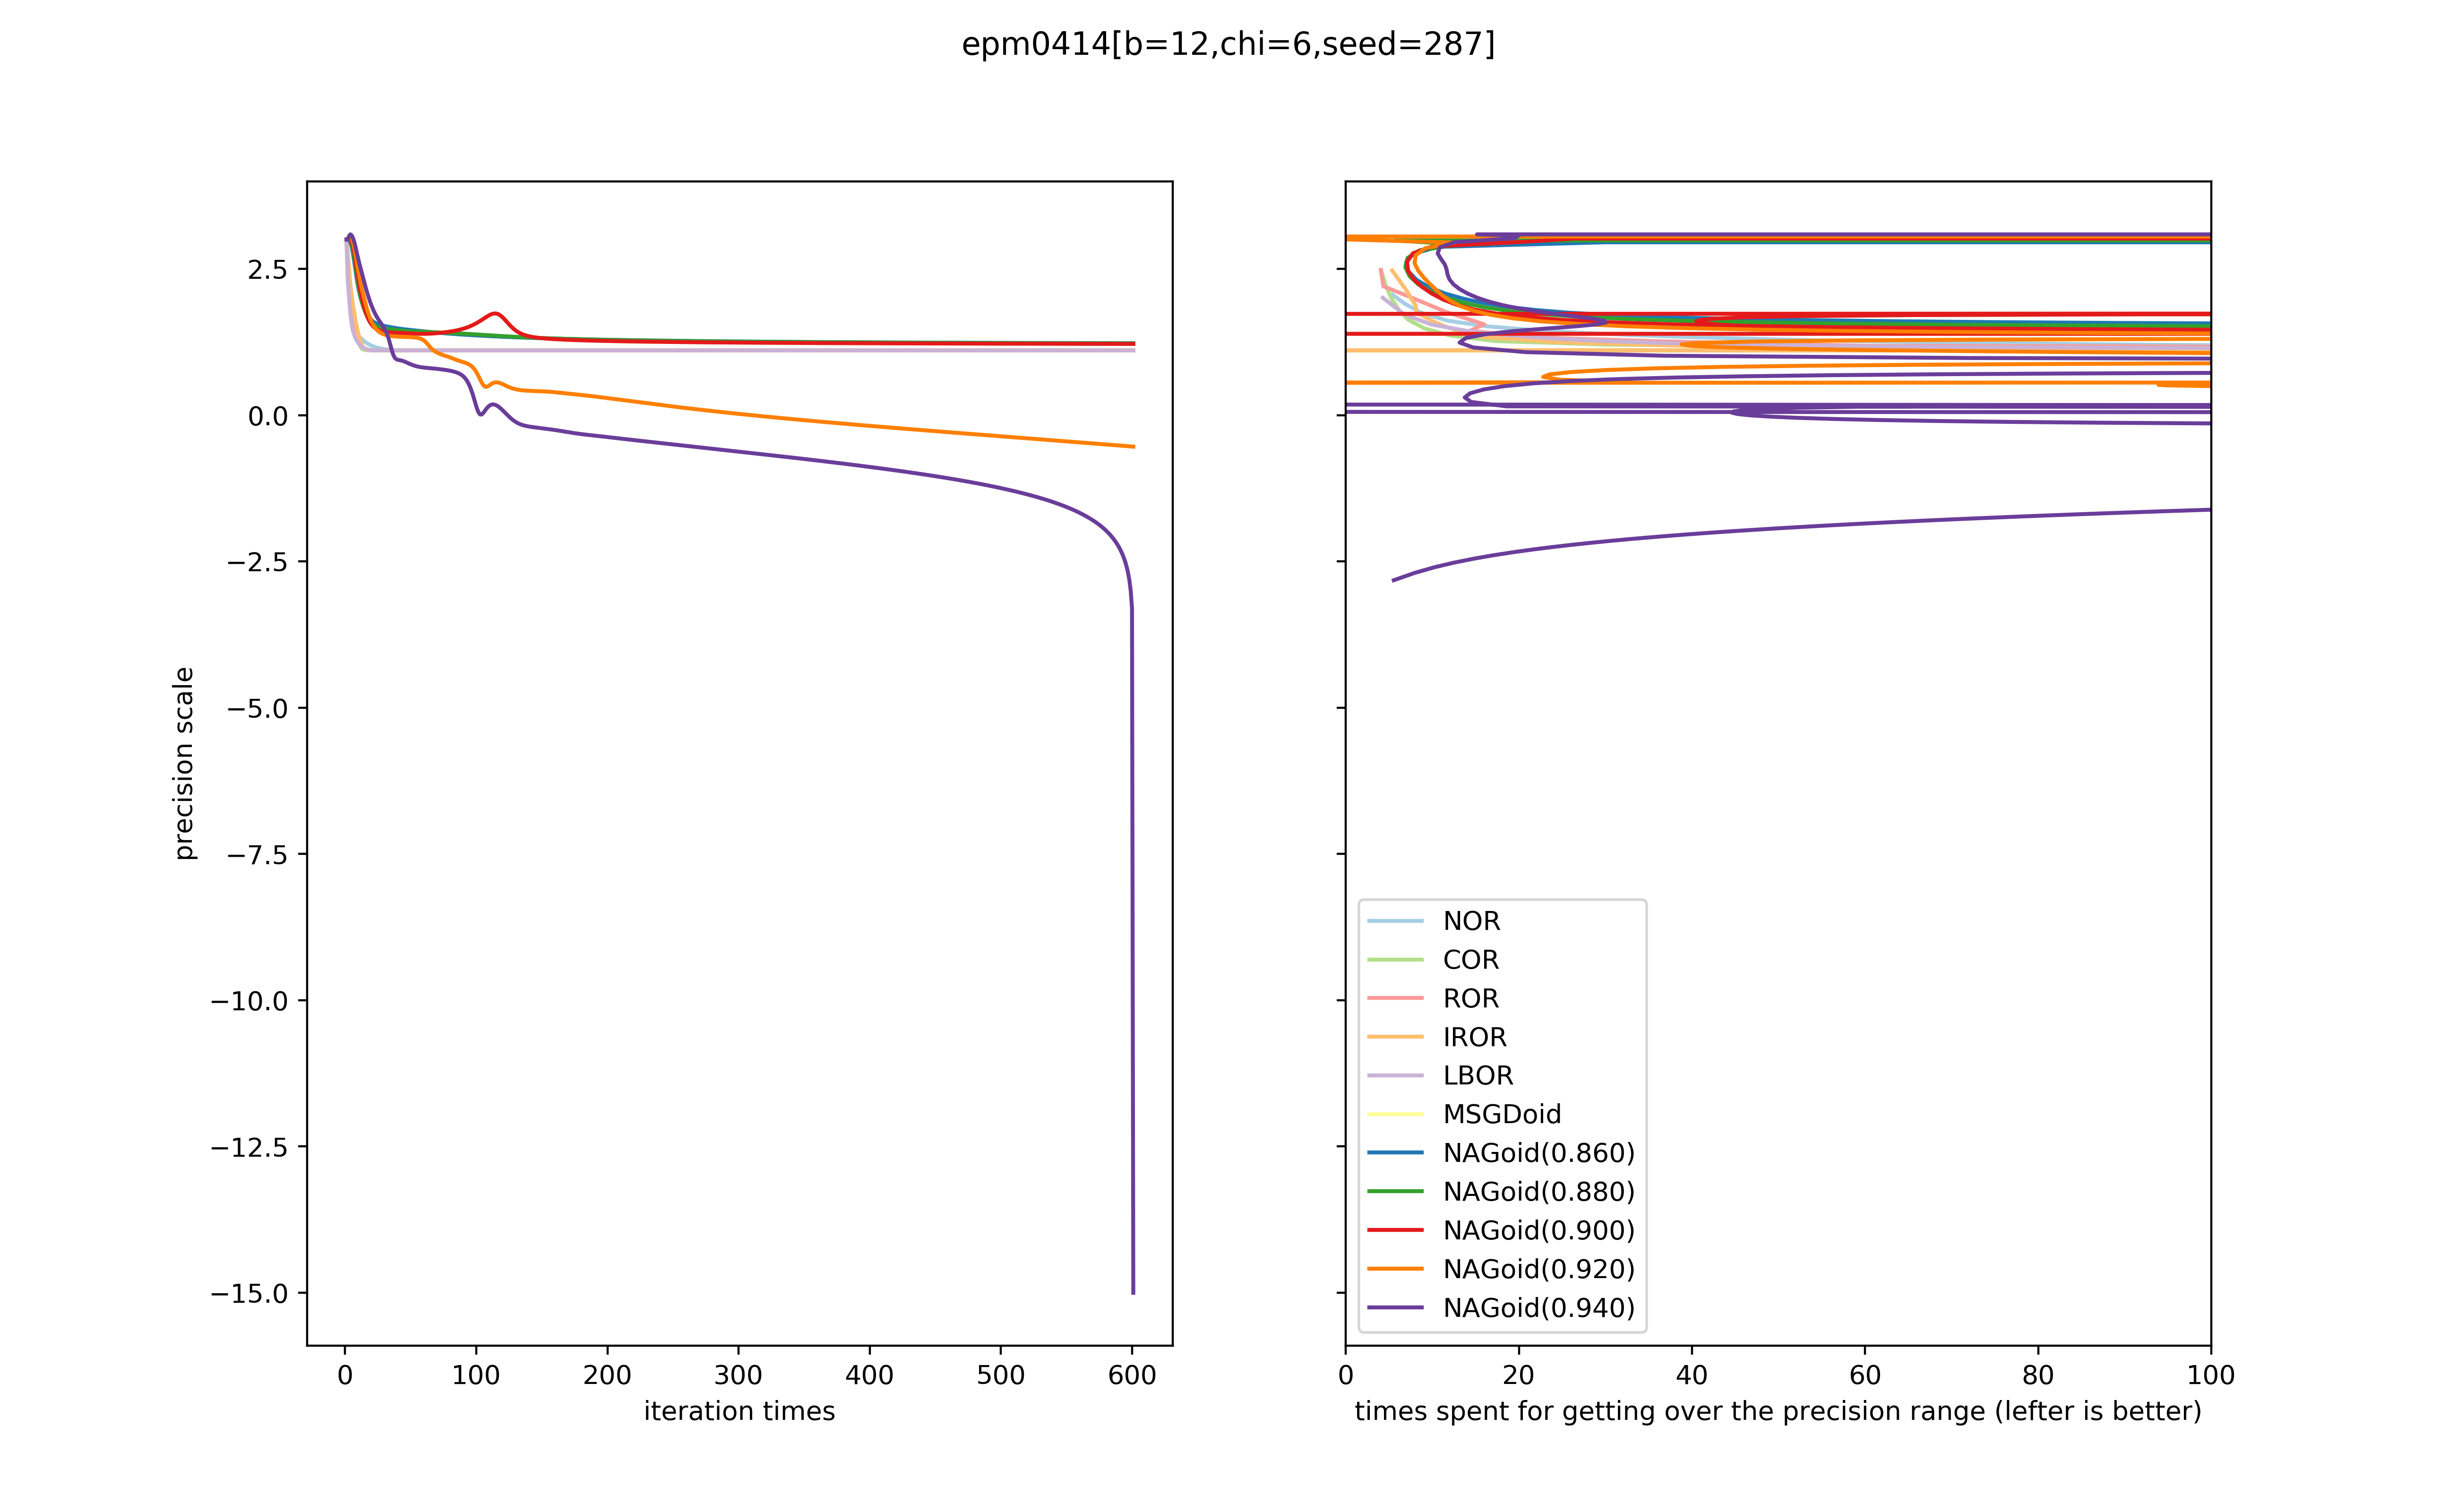 epm0414[b=12,chi=6,seed=287]
precision scale
2.5
0.0
−2.5
−5.0
−7.5
−10.0
−12.5
−15.0
0 100 200 300 400 500 600
iteration times
NOR
COR
ROR
IROR
LBOR
MSGDoid
NAGoid(0.860)
NAGoid(0.880)
NAGoid(0.900)
NAGoid(0.920)
NAGoid(0.940)
0 20 40 60 80 100
times spent for getting over the precision range (lefter is better)